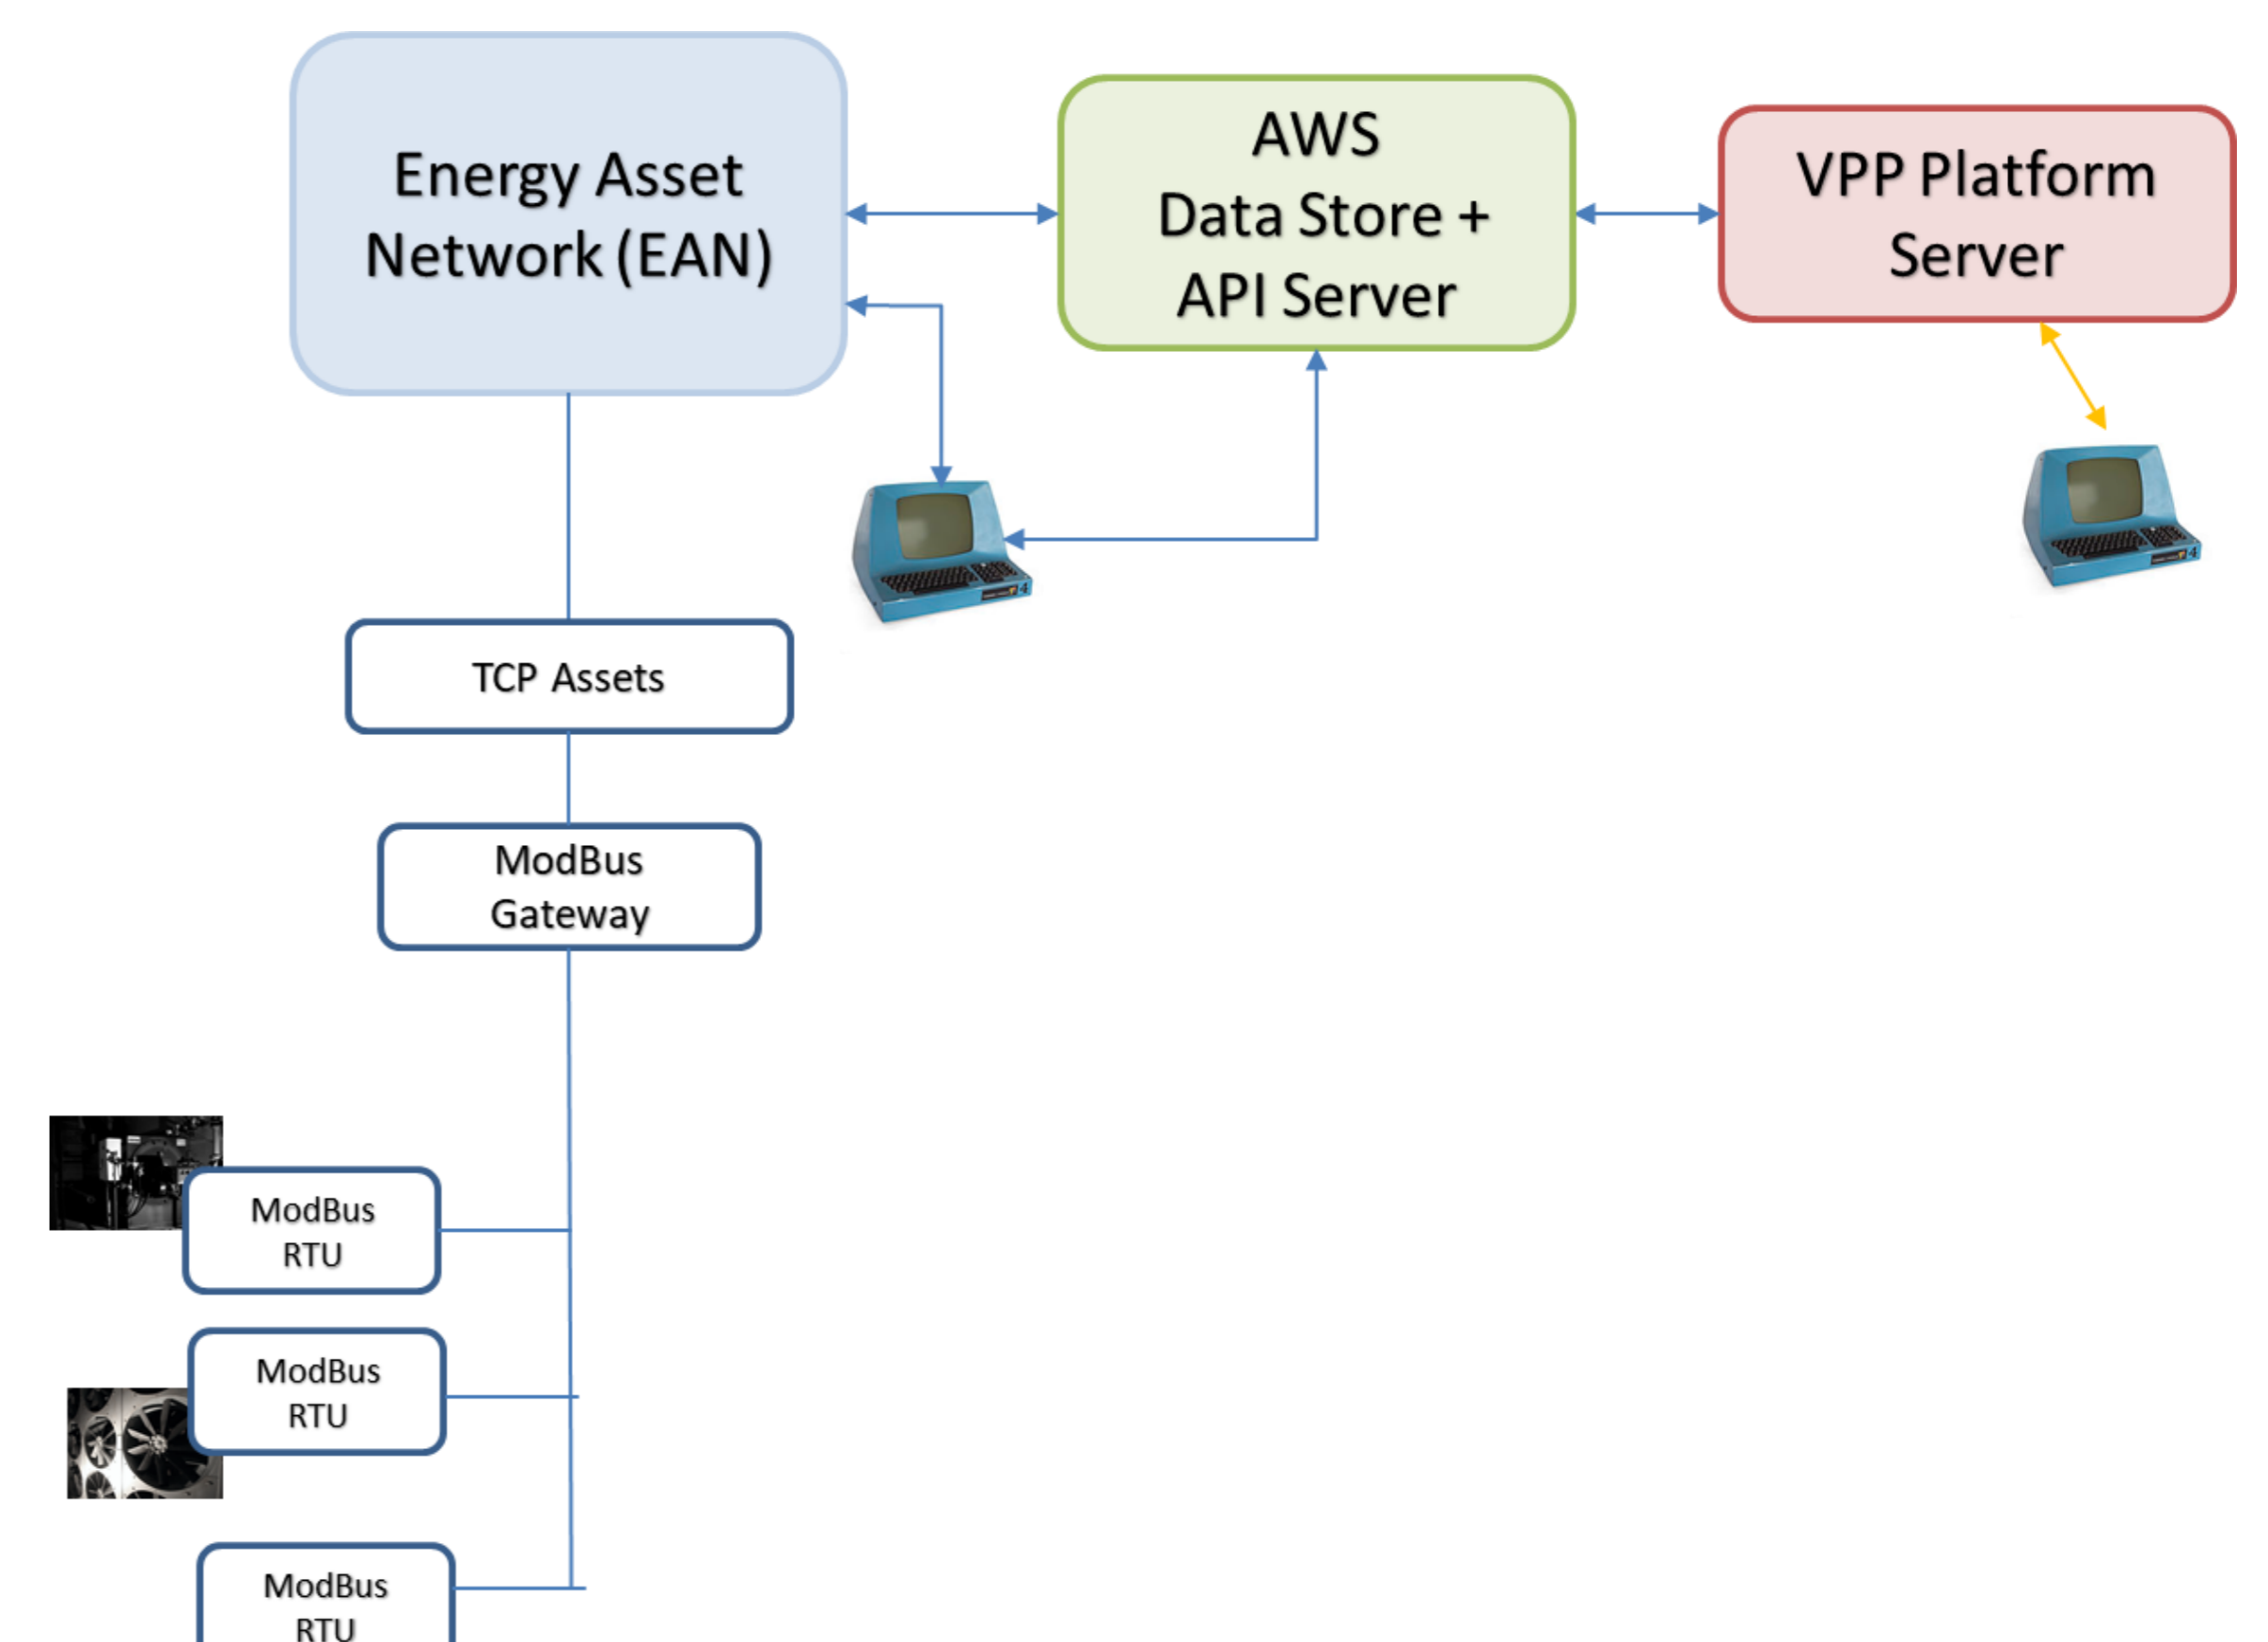 Energy Asset
Network (EAN)
AWS
Data Store +
API Server
VPP Platform
Server
TCP Assets
ModBus
Gateway
ModBus
RTU
ModBus
RTU
ModBus
RTU